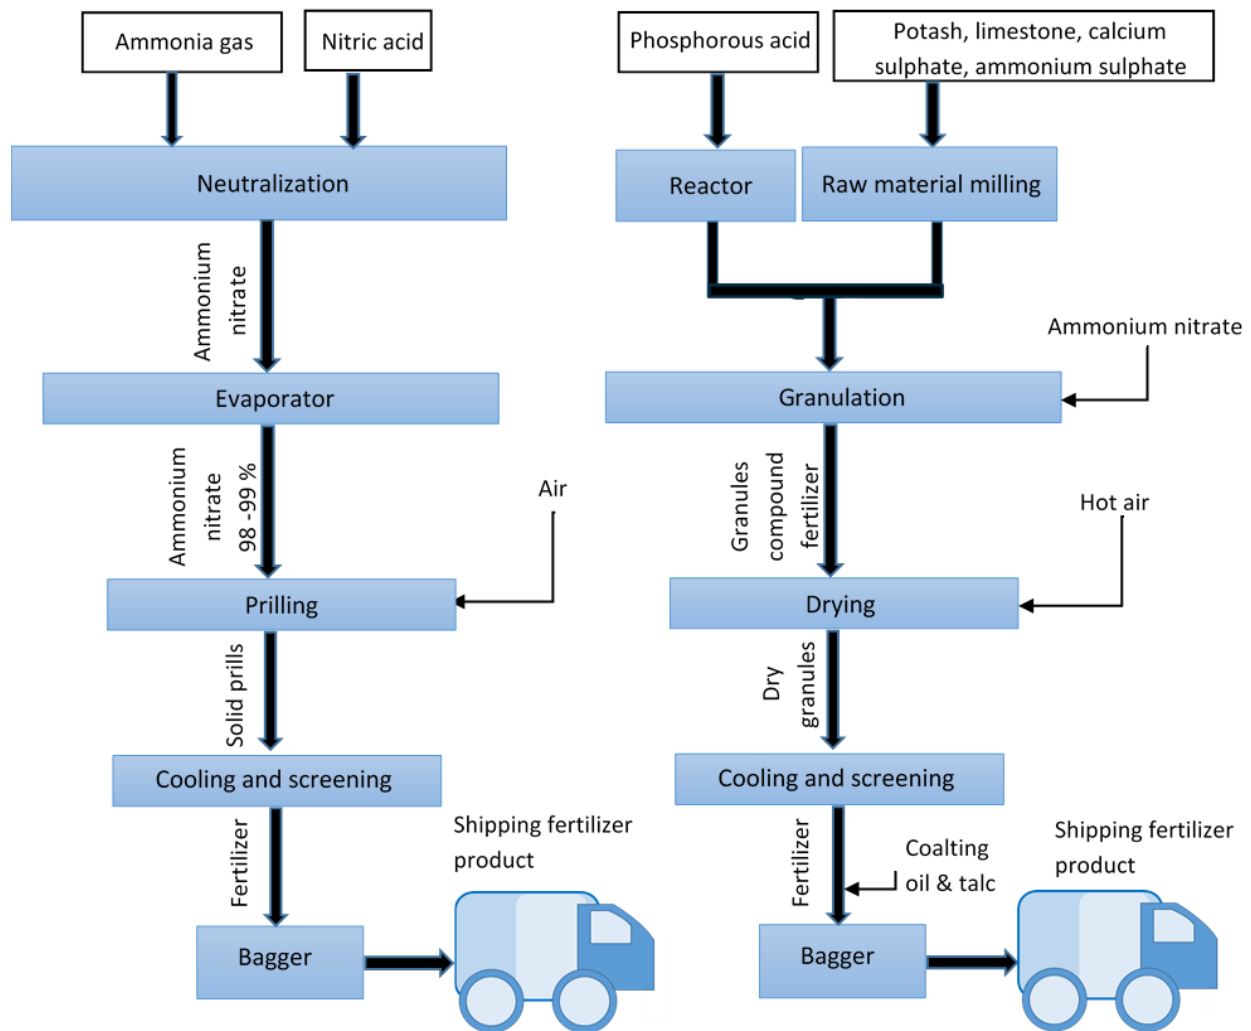 Ammonia gas
Nitric acid
Neutralization
Ammonium
nitrate
Evaporator
Ammonium
nitrate
98 -99 %
Air
Prilling
Solid prills
Cooling and screening
Fertilizer
Shipping fertilizer
product
Bagger
Phosphorous acid
Potash, limestone, calcium
sulphate, ammonium sulphate
Reactor
Raw material milling
Ammonium nitrate
Granulation
Granules
compound
fertilizer
Hot air
Drying
Dry
granules
Cooling and screening
Fertilizer
Coalting
oil & talc
Shipping fertilizer
product
Bagger